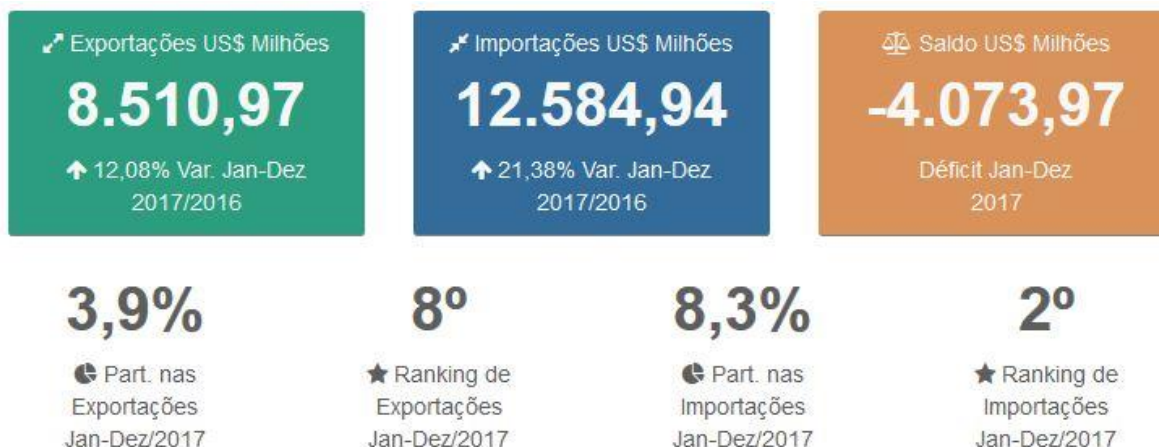 Exportações US$ Milhões
8.510,97
12,08% Var. Jan-Dez
2017/2016
Importações US$ Milhões
12.584,94
21,38% Var. Jan-Dez
2017/2016
Saldo US$ Milhões
-4.073,97
Déficit Jan-Dez
2017
3,9%
Part. nas
Exportações
Jan-Dez/2017
8º
Ranking de
Exportações
Jan-Dez/2017
8,3%
Part. nas
Importações
Jan-Dez/2017
2º
Ranking de
Importações
Jan-Dez/2017